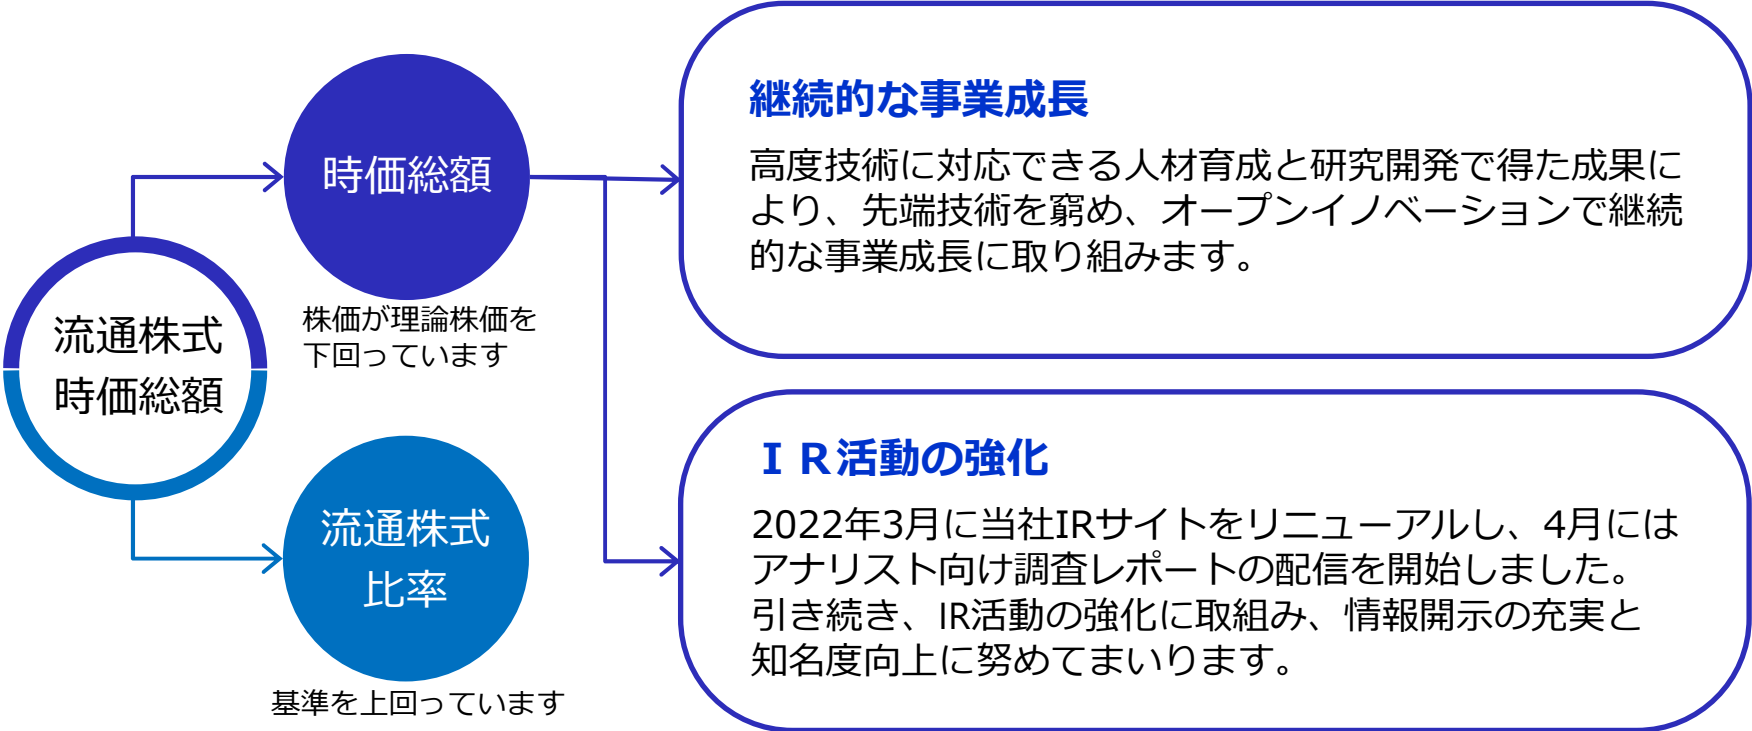 流通株式
時価総額
時価総額
株価が理論株価を
下回っています
流通株式
比率
基準を上回っています
継続的な事業成長
高度技術に対応できる人材育成と研究開発で得た成果に
より、先端技術を窮め、オープンイノベーションで継続
的な事業成長に取り組みます。
ＩＲ活動の強化
2022年3月に当社IRサイトをリニューアルし、4月には
アナリスト向け調査レポートの配信を開始しました。
引き続き、IR活動の強化に取組み、情報開示の充実と
知名度向上に努めてまいります。